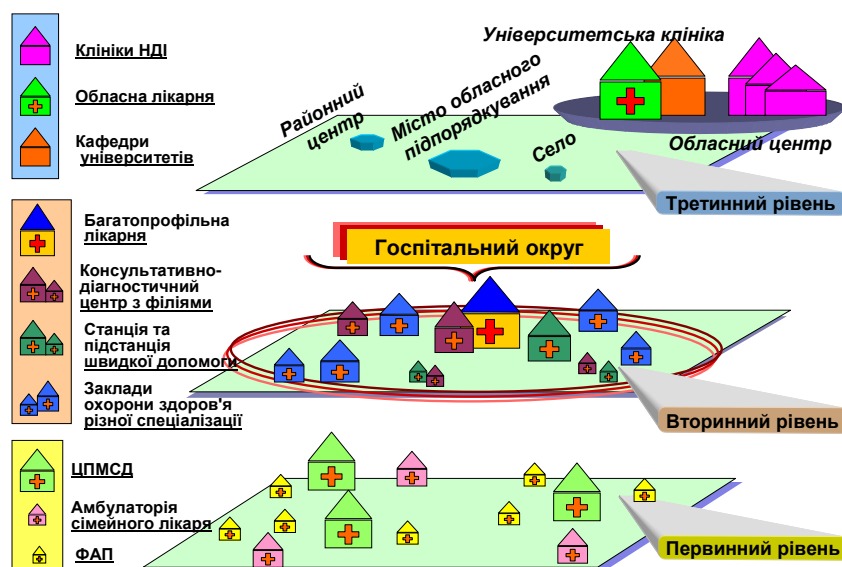 Клініки НДІ
Обласна лікарня
Кафедри
університетів
Університетська клініка
Районний
центр
Місто обласного
підпорядкування
Село
Обласний центр
Третинний рівень
Багатопрофільна
лікарня
Консультативно-
діагностичний
центр з філіями
Станція та
підстанція
швидкої допомоги
Заклади
охорони здоров'я
різної спеціалізації
Госпітальний округ
Вторинний рівень
ЦПМСД
Амбулаторія
сімейного лікаря
ФАП
Первинний рівень